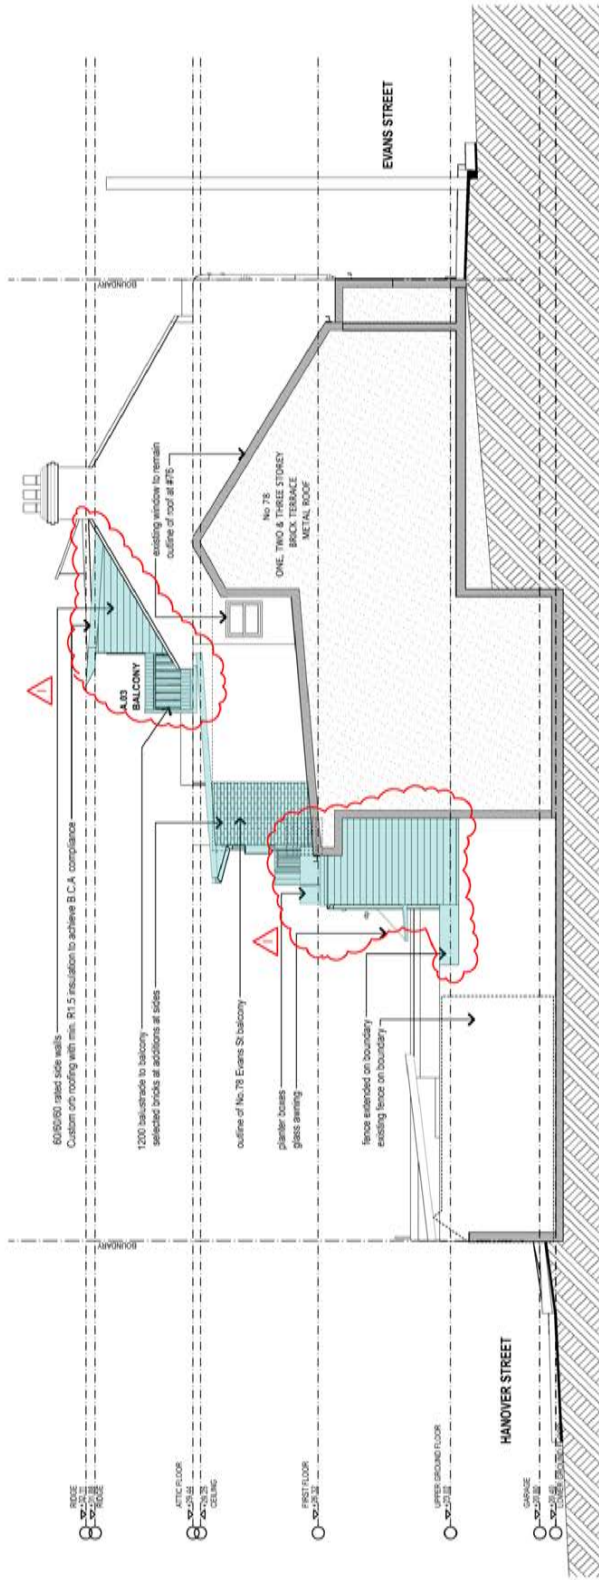 60/60/60 rated side walls
Custom orb roofing with min. R1.5 insulation to achieve B.C.A compliance
1200 balustrade to balcony
selected bricks at additions at sides
outline of No.78 Evans St balcony
planter boxes
glass awning
fence extended on boundary
existing fence on boundary
A.03
BALCONY
existing window to remain
outline of roof at #76
No 78
ONE, TWO & THREE STOREY
BRICK TERRACE
METAL ROOF
BOUNDARY
BOUNDARY
EVANS STREET
HANOVER STREET
RIDGE
RIDGE
ATTIC FLOOR
CEILING
FIRST FLOOR
UPPER GROUND FLOOR
GARAGE
LOWER GROUND